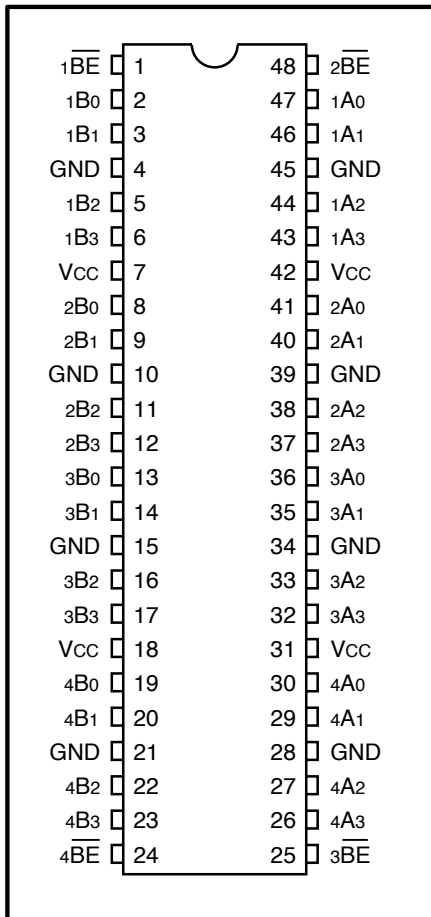 1B̅E̅ 1 48 2B̅E̅
1B0 2 47 1A0
1B1 3 46 1A1
GND 4 45 GND
1B2 5 44 1A2
1B3 6 43 1A3
VCC 7 42 VCC
2B0 8 41 2A0
2B1 9 40 2A1
GND 10 39 GND
2B2 11 38 2A2
2B3 12 37 2A3
3B0 13 36 3A0
3B1 14 35 3A1
GND 15 34 GND
3B2 16 33 3A2
3B3 17 32 3A3
VCC 18 31 VCC
4B0 19 30 4A0
4B1 20 29 4A1
GND 21 28 GND
4B2 22 27 4A2
4B3 23 26 4A3
4B̅E̅ 24 25 3B̅E̅